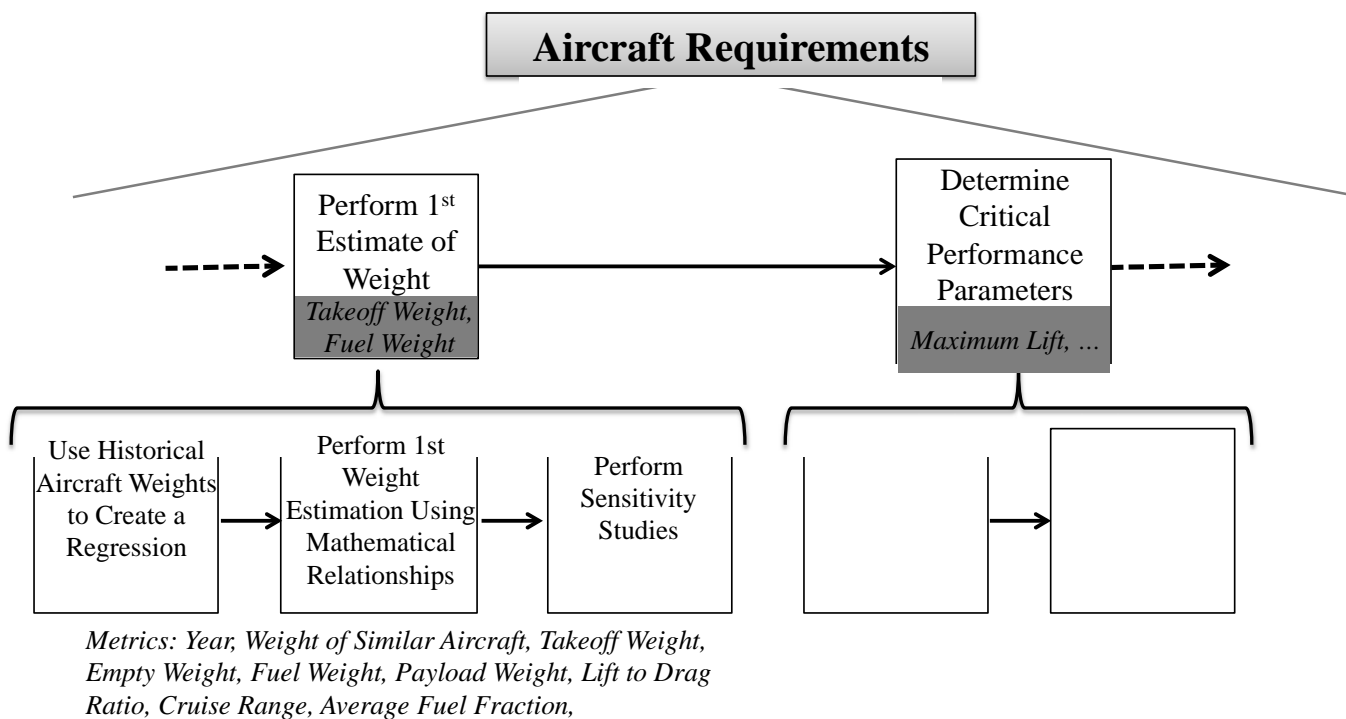 Aircraft Requirements
Perform 1st
Estimate of
Weight
Takeoff Weight,
Fuel Weight
Determine
Critical
Performance
Parameters
Maximum Lift, …
Use Historical
Aircraft Weights
to Create a
Regression
Perform 1st
Weight
Estimation Using
Mathematical
Relationships
Perform
Sensitivity
Studies
Metrics: Year, Weight of Similar Aircraft, Takeoff Weight,
Empty Weight, Fuel Weight, Payload Weight, Lift to Drag
Ratio, Cruise Range, Average Fuel Fraction,